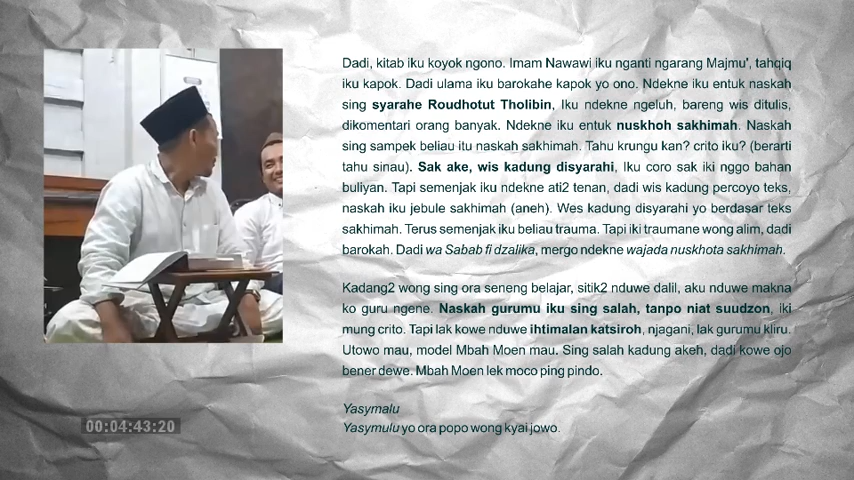 Dadi, kitab iku koyok ngono. Imam Nawawi iku nganti ngarang Majmu', tahqiq
iku kapok. Dadi ulama iku barokahe kapok yo ono. Ndekne iku entuk naskah
sing syarahe Roudhotut Tholibin, Iku ndekne ngeluh, bareng wis ditulis,
dikomentari orang banyak. Ndekne iku entuk nuskhoh sakhimah. Naskah
sing sampek beliau itu naskah sakhimah. Tahu krungu kan? crito iku? (berarti
tahu sinau). Sak ake, wis kadung disyarahi, Iku coro sak iki nggo bahan
buliyan. Tapi semenjak iku ndekne ati2 tenan, dadi wis kadung percoyo teks,
naskah iku jebule sakhimah (aneh). Wes kadung disyarahi yo berdasar teks
sakhimah. Terus semenjak iku beliau trauma. Tapi iki traumane wong alim, dadi
barokah. Dadi wa Sabab fi dzalika, mergo ndekne wajada nuskhota sakhimah.
Kadang2 wong sing ora seneng belajar, sitik2 nduwe dalil, aku nduwe makna
ko guru ngene. Naskah gurumu iku sing salah, tanpo niat suudzon, iki
mung crito. Tapi lak kowe nduwe ihtimalan katsiroh, njagani, lak gurumu kliru.
Utowo mau, model Mbah Moen mau. Sing salah kadung akeh, dadi kowe ojo
bener dewe. Mbah Moen lek moco ping pindo.
Yasymalu
Yasymulu yo ora popo wong kyai jowo.
00:04:43:20